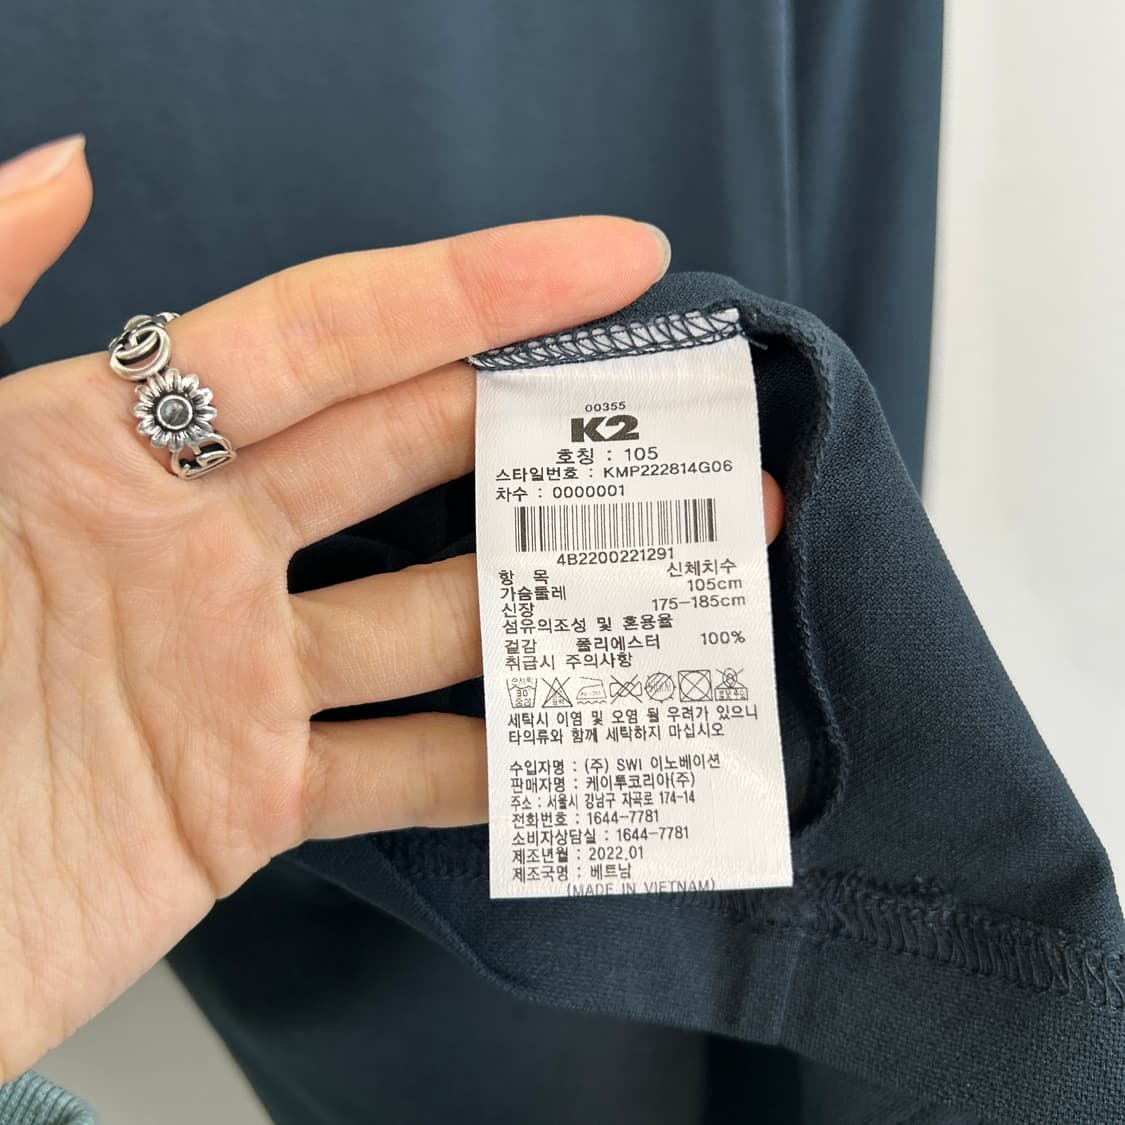 00355
K2
호칭 : 105
스타일번호 : KMP222814G06
차수 : 0000001
4B2200221291
항 목 신체치수
가슴둘레 105cm
신장 175-185cm
섬유의조성 및 혼용율
겉감 폴리에스터 100%
취급시 주의사항
30
중성
세탁시 이염 및 오염 될 우려가 있으니
타의류와 함께 세탁하지 마십시오
수입자명 : (주) SWI 이노베이션
판매자명 : 케이투코리아(주)
주소 : 서울시 강남구 자곡로 174-14
전화번호 : 1644-7781
소비자상담실 : 1644-7781
제조년월 : 2022.01
제조국명 : 베트남
(MADE IN VIETNAM)